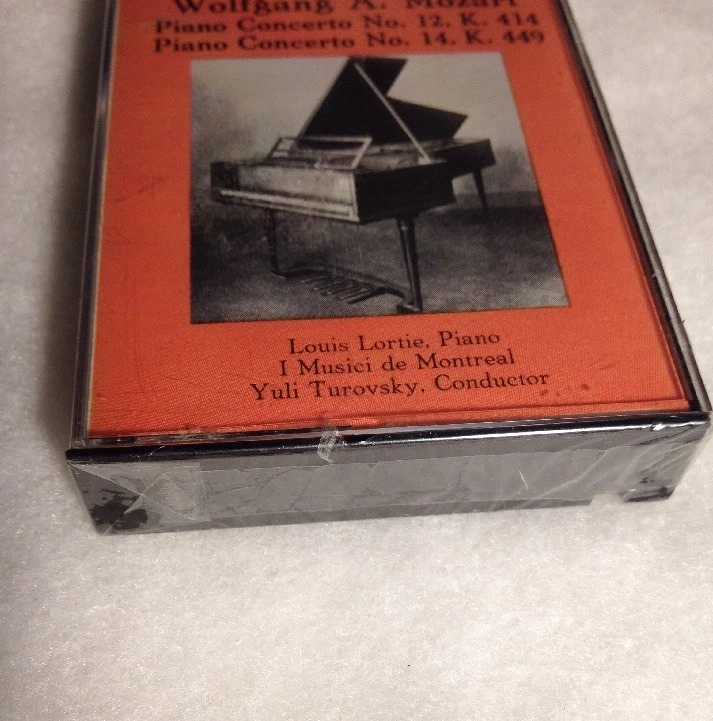 Wolfgang A. Mozart
Piano Concerto No. 12, K. 414
Piano Concerto No. 14, K. 449
Louis Lortie, Piano
I Musici de Montreal
Yuli Turovsky, Conductor